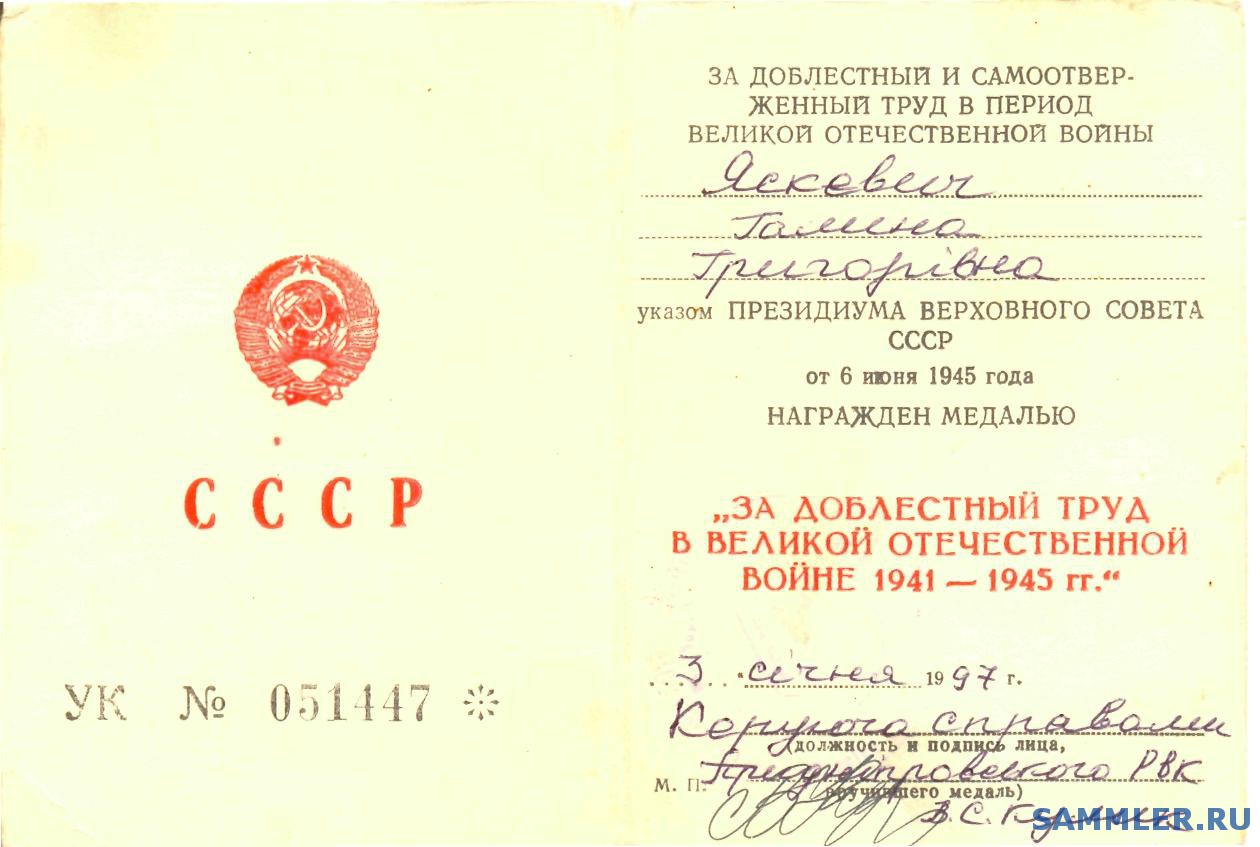 СССР
УК № 051447 *
ЗА ДОБЛЕСТНЫЙ И САМООТВЕР-
ЖЕННЫЙ ТРУД В ПЕРИОД
ВЕЛИКОЙ ОТЕЧЕСТВЕННОЙ ВОЙНЫ
Яскевич
Галина
Григорівна
указом ПРЕЗИДИУМА ВЕРХОВНОГО СОВЕТА
СССР
от 6 июня 1945 года
НАГРАЖДЕН МЕДАЛЬЮ
„ЗА ДОБЛЕСТНЫЙ ТРУД
В ВЕЛИКОЙ ОТЕЧЕСТВЕННОЙ
ВОЙНЕ 1941 — 1945 гг.“
3 січня 1997 г.
Керуюча справами
(должность и подпись лица,
Придніпровського РВК
М. П. вручившего медаль)
В.С. Кулик
SAMMLER.RU